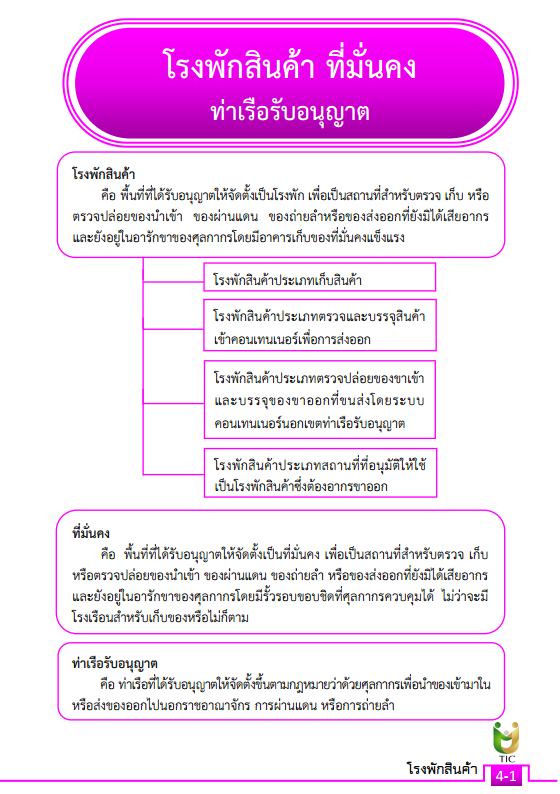 โรงพักสินค้า ที่มั่นคง
ท่าเรือรับอนุญาต
โรงพักสินค้า
คือ พื้นที่ที่ได้รับอนุญาตให้จัดตั้งเป็นโรงพัก เพื่อเป็นสถานที่สำหรับตรวจ เก็บ หรือ
ตรวจปล่อยของนำเข้า ของผ่านแดน ของถ่ายลำหรือของส่งออกที่ยังมิได้เสียอากร
และยังอยู่ในอารักขาของศุลกากรโดยมีอาคารเก็บของที่มั่นคงแข็งแรง
โรงพักสินค้าประเภทเก็บสินค้า
โรงพักสินค้าประเภทตรวจและบรรจุสินค้า
เข้าคอนเทนเนอร์เพื่อการส่งออก
โรงพักสินค้าประเภทตรวจปล่อยของขาเข้า
และบรรจุของขาออกที่ขนส่งโดยระบบ
คอนเทนเนอร์นอกเขตท่าเรือรับอนุญาต
โรงพักสินค้าประเภทสถานที่ที่อนุมัติให้ใช้
เป็นโรงพักสินค้าซึ่งต้องอากรขาออก
ที่มั่นคง
คือ พื้นที่ที่ได้รับอนุญาตให้จัดตั้งเป็นที่มั่นคง เพื่อเป็นสถานที่สำหรับตรวจ เก็บ
หรือตรวจปล่อยของนำเข้า ของผ่านแดน ของถ่ายลำ หรือของส่งออกที่ยังมิได้เสียอากร
และยังอยู่ในอารักขาของศุลกากรโดยมีรั้วรอบขอบชิดที่ศุลกากรควบคุมได้ ไม่ว่าจะมี
โรงเรือนสำหรับเก็บของหรือไม่ก็ตาม
ท่าเรือรับอนุญาต
คือ ท่าเรือที่ได้รับอนุญาตให้จัดตั้งขึ้นตามกฎหมายว่าด้วยศุลกากรเพื่อนำของเข้ามาใน
หรือส่งของออกไปนอกราชอาณาจักร การผ่านแดน หรือการถ่ายลำ
TIC
โรงพักสินค้า 4-1